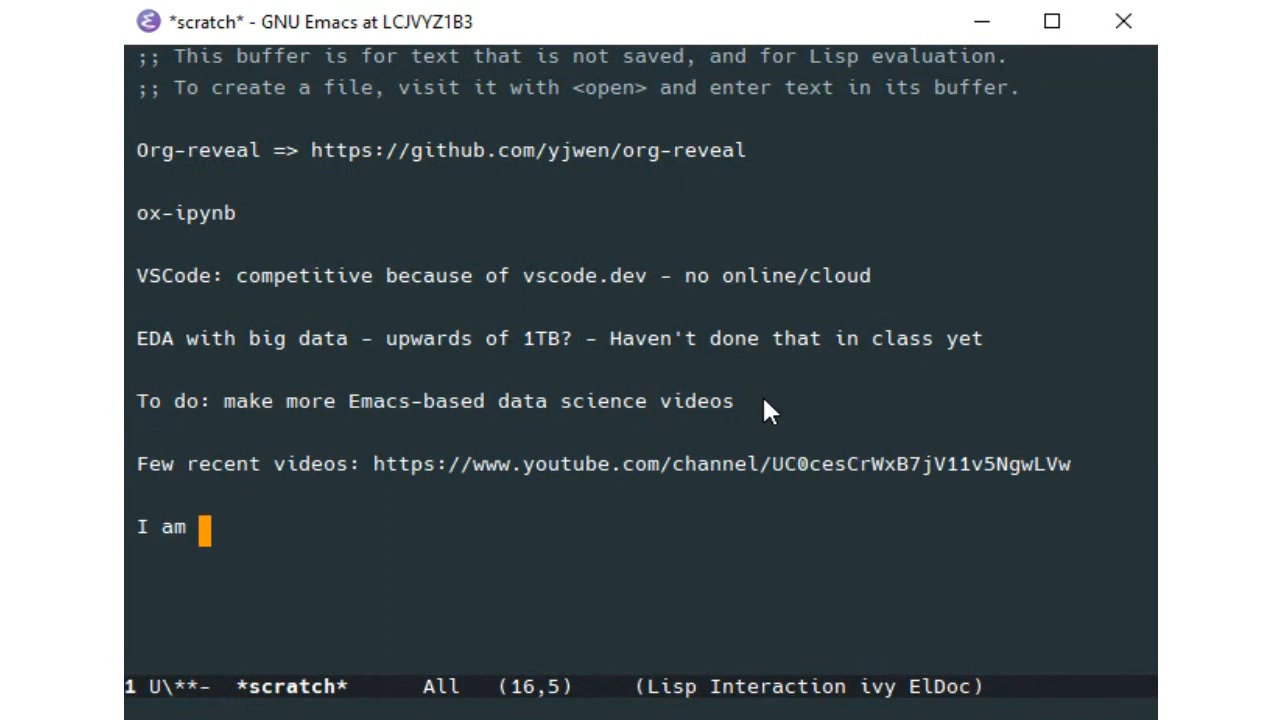 *scratch* - GNU Emacs at LCJVYZ1B3
;; This buffer is for text that is not saved, and for Lisp evaluation.
;; To create a file, visit it with <open> and enter text in its buffer.
Org-reveal => https://github.com/yjwen/org-reveal
ox-ipynb
VSCode: competitive because of vscode.dev - no online/cloud
EDA with big data - upwards of 1TB? - Haven't done that in class yet
To do: make more Emacs-based data science videos
Few recent videos: https://www.youtube.com/channel/UC0cesCrWxB7jV11v5NgwLVw
I am
1 U\**-  *scratch*      All   (16,5)     (Lisp Interaction ivy ElDoc)